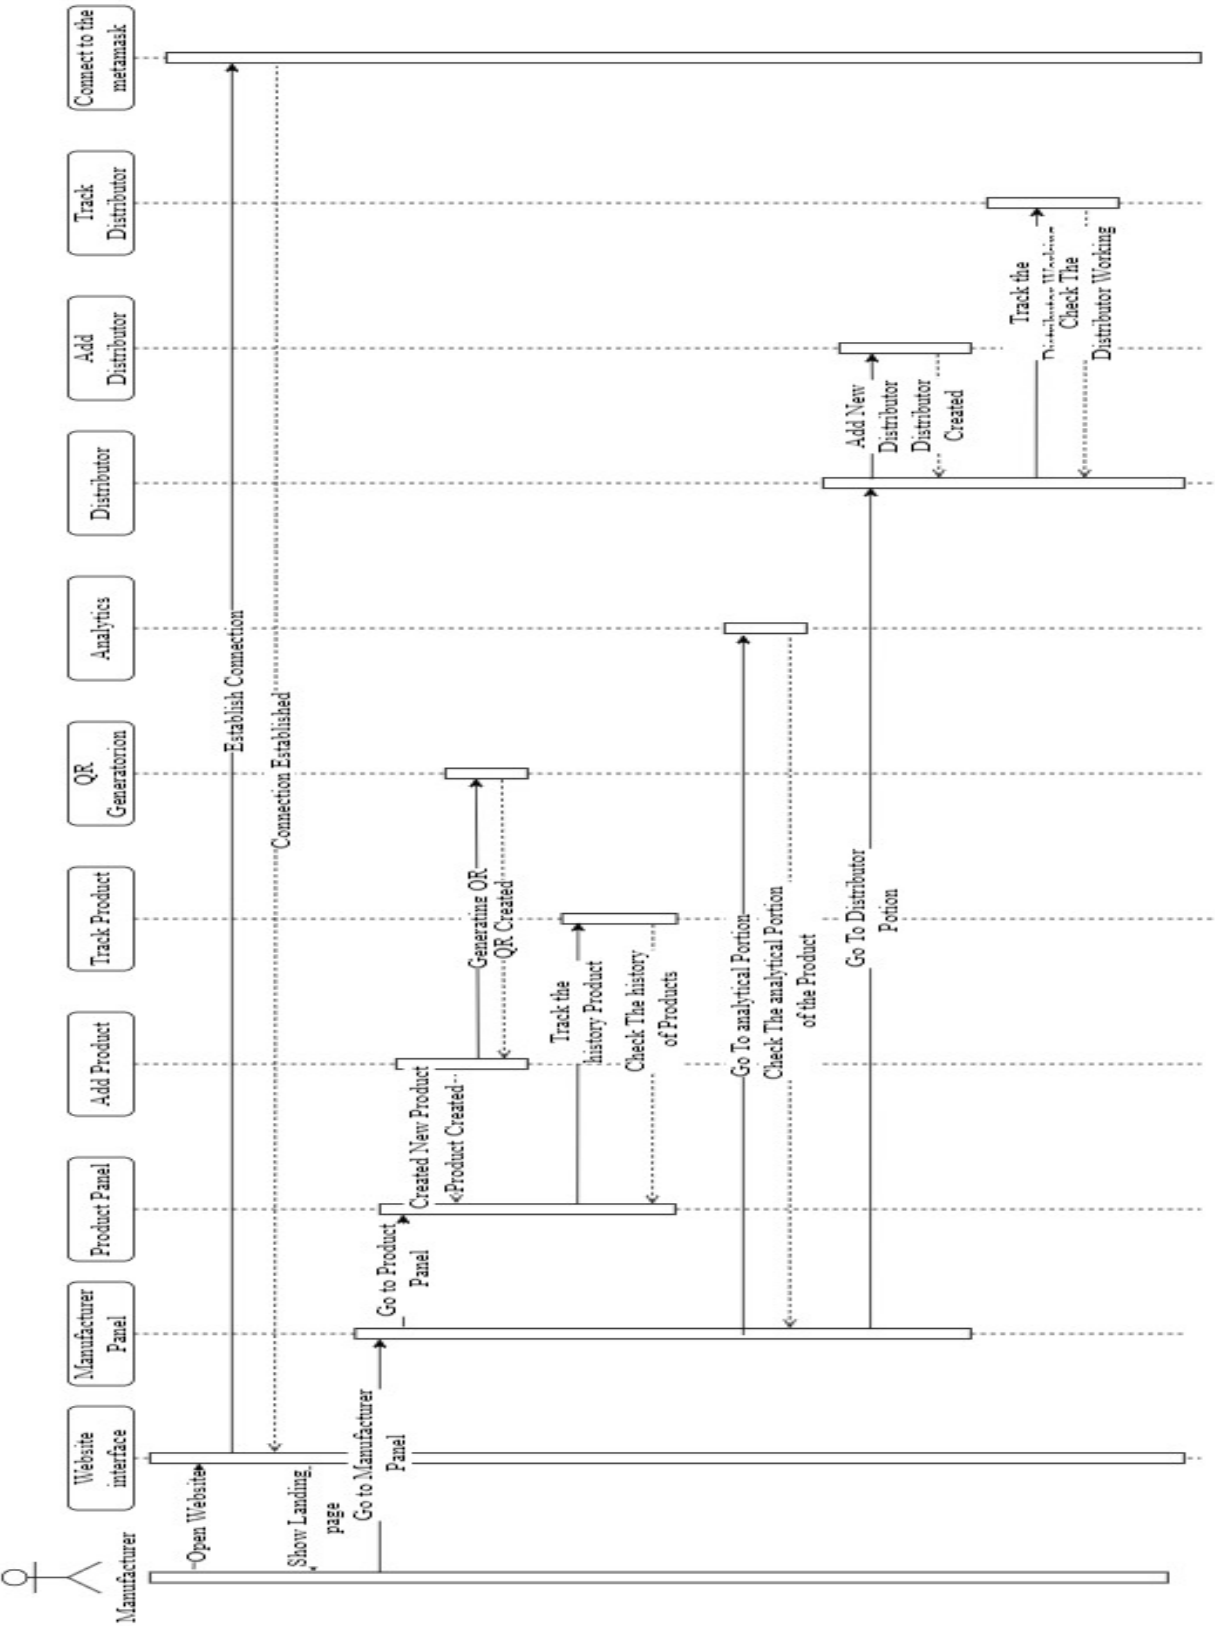 Manufacturer
Website
interface
Manufacturer
Panel
Product Panel
Add Product
Track Product
QR
Generatorion
Analytics
Distributor
Add
Distributor
Track
Distributor
Connect to the
metamask
Open Website
Establish Connection
Connection Established
Show Landing
page
Go to Manufacturer
Panel
Go to Product
Panel
Created New Product
Product Created
Generating QR
QR Created
Track the
history Product
Check The history
of Products
Go To analytical Portion
Check The analytical Portion
of the Product
Go To Distributor
Potion
Add New
Distributor
Distributor
Created
Track the
Check The
Distributor Working